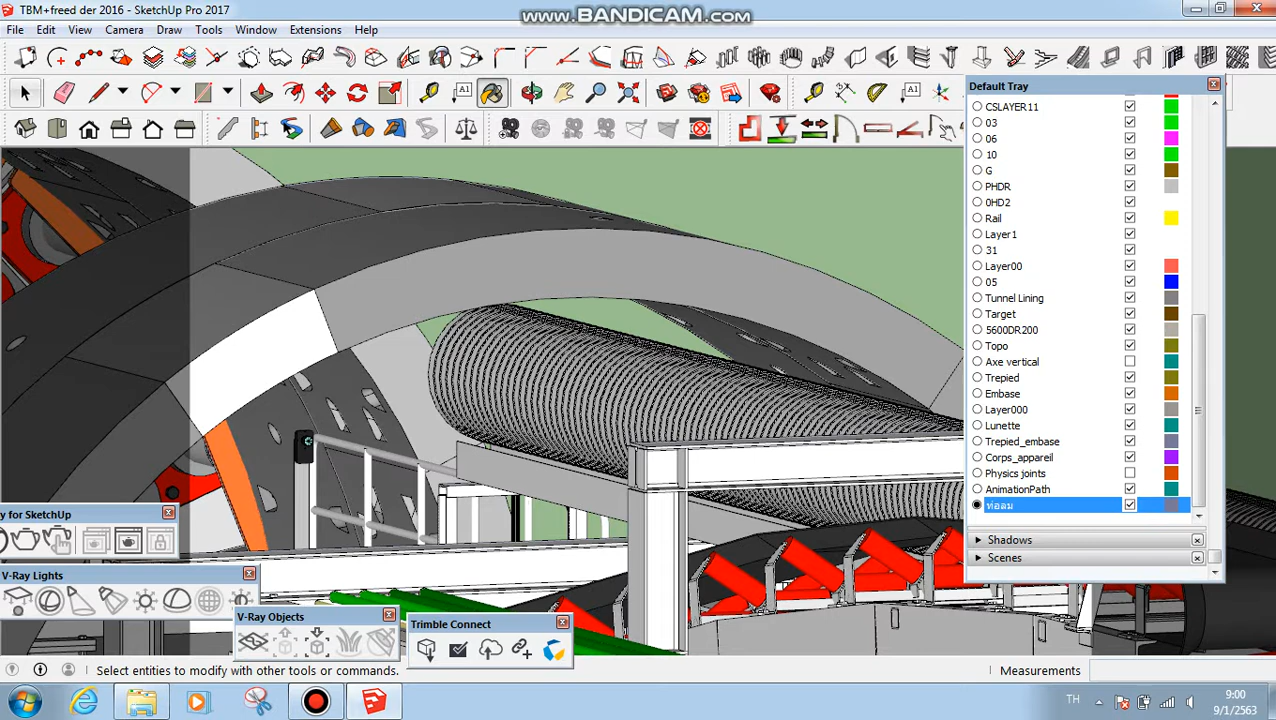 TBM+freed der 2016 - SketchUp Pro 2017
www.BANDICAM.com
File Edit View Camera Draw Tools Window Extensions Help
Default Tray
CSLAYER11
03
06
10
G
PHDR
0HD2
Rail
Layer1
31
Layer00
05
Tunnel Lining
Target
5600DR200
Topo
Axe vertical
Trepied
Embase
Layer000
Lunette
Trepied_embase
Corps_appareil
Physics joints
AnimationPath
ท่อลม
Shadows
Scenes
y for SketchUp
V-Ray Lights
V-Ray Objects
Trimble Connect
Select entities to modify with other tools or commands.
Measurements
TH
9:00
9/1/2563